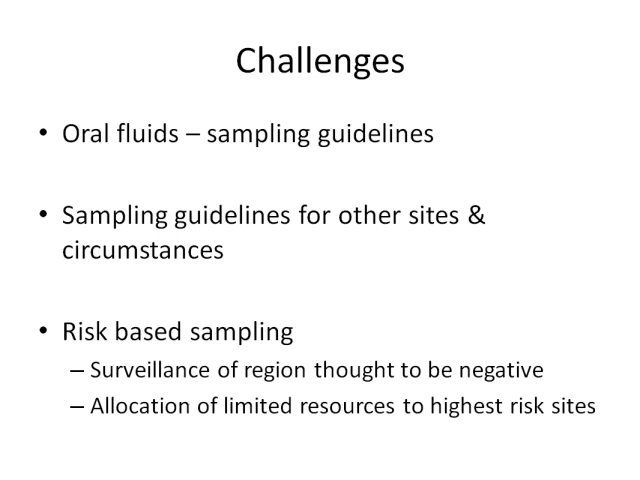 Challenges
• Oral fluids – sampling guidelines
• Sampling guidelines for other sites &
circumstances
• Risk based sampling
– Surveillance of region thought to be negative
– Allocation of limited resources to highest risk sites